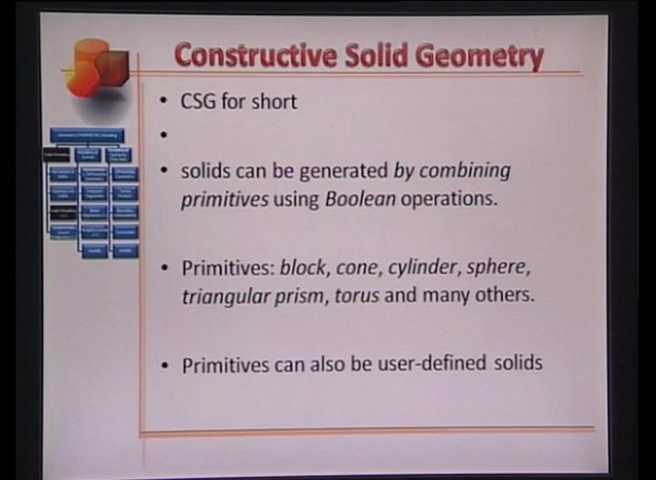 Constructive Solid Geometry
• CSG for short
•
• solids can be generated by combining
primitives using Boolean operations.
• Primitives: block, cone, cylinder, sphere,
triangular prism, torus and many others.
• Primitives can also be user-defined solids